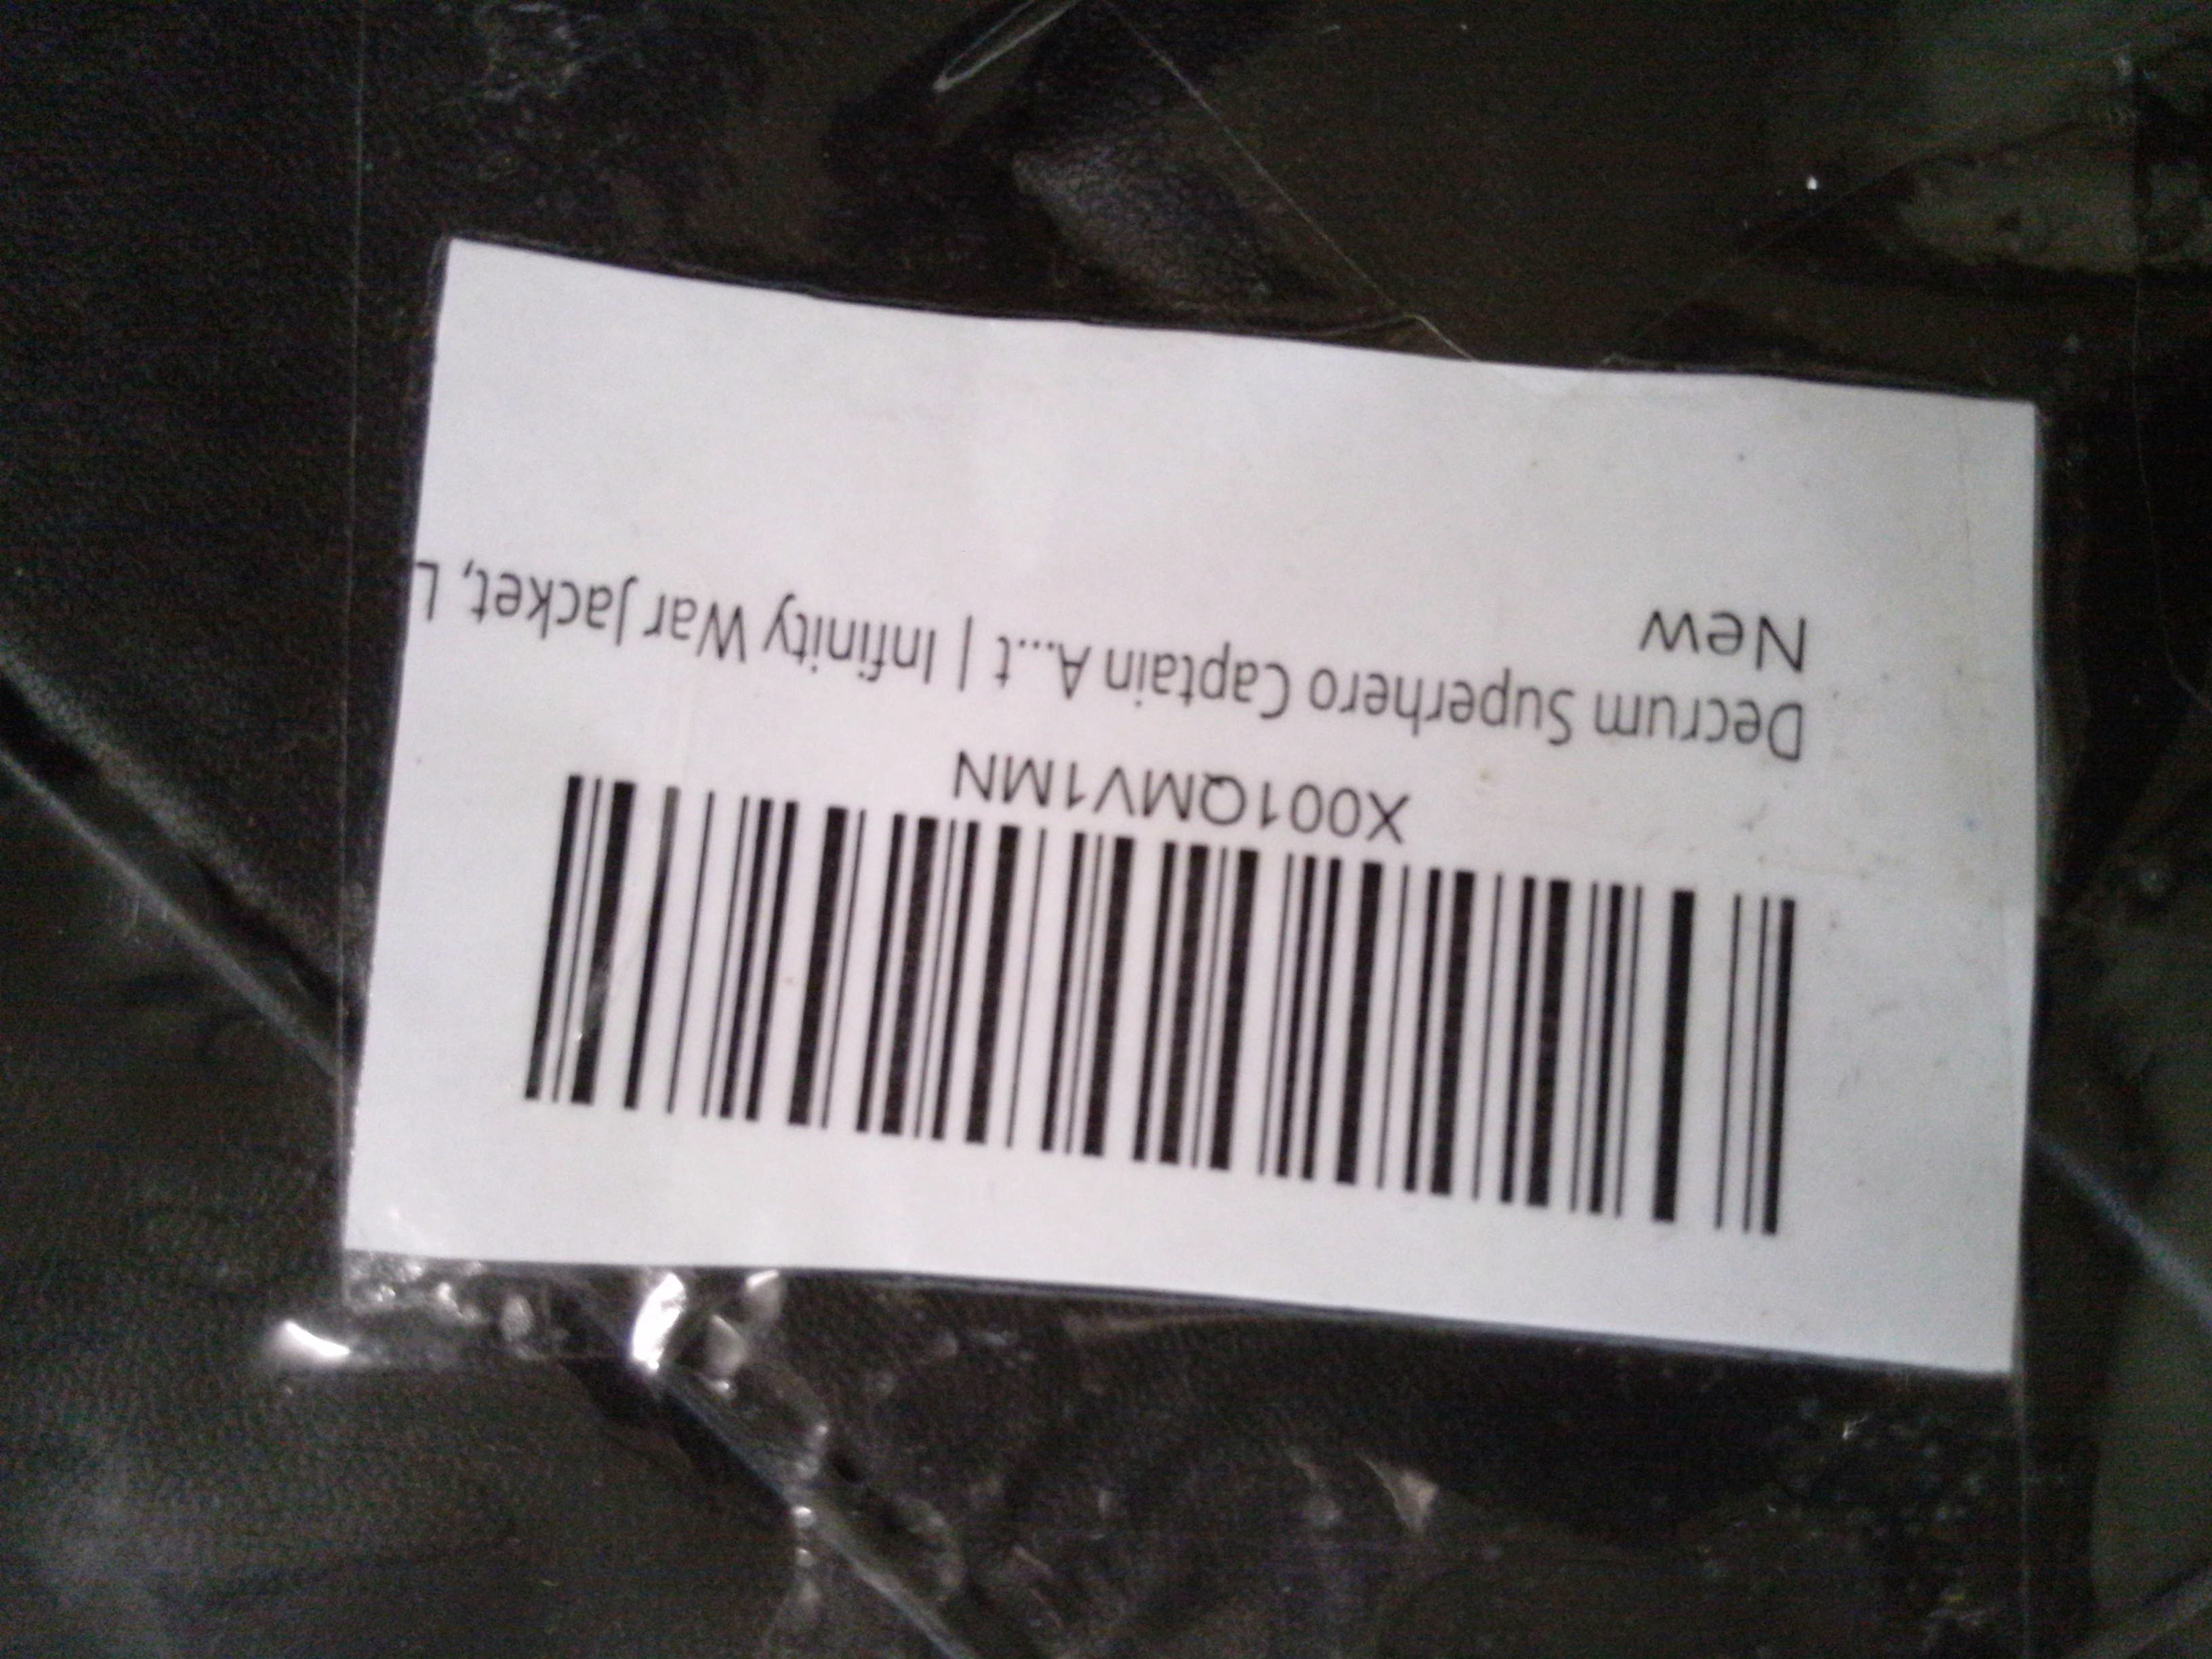 X001QMV1MN
Decrum Superhero Captain A...t | Infinity War Jacket, L
New